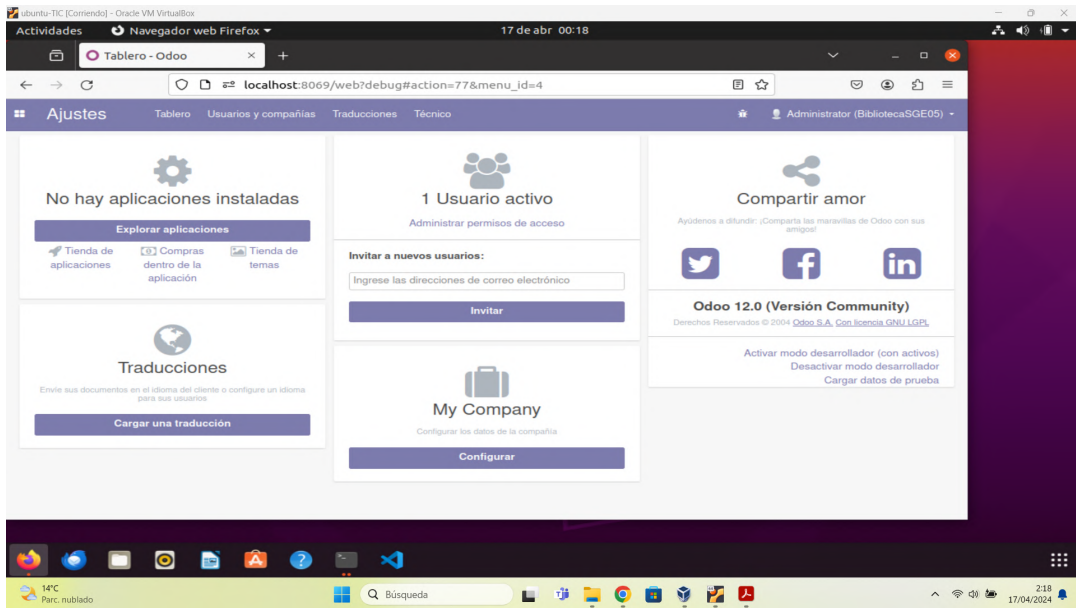 ubuntu-TIC [Corriendo] - Oracle VM VirtualBox
Actividades Navegador web Firefox 17 de abr 00:18
Tablero - Odoo
localhost:8069/web?debug#action=77&menu_id=4
Ajustes Tablero Usuarios y compañías Traducciones Técnico Administrator (BibliotecaSGE05)
No hay aplicaciones instaladas
Explorar aplicaciones
Tienda de aplicaciones
Compras dentro de la aplicación
Tienda de temas
Traducciones
Envíe sus documentos en el idioma del cliente o configure un idioma
para sus usuarios
Cargar una traducción
1 Usuario activo
Administrar permisos de acceso
Invitar a nuevos usuarios:
Ingrese las direcciones de correo electrónico
Invitar
My Company
Configurar los datos de la compañía
Configurar
Compartir amor
Ayúdenos a difundir: ¡Comparta las maravillas de Odoo con sus
amigos!
in
Odoo 12.0 (Versión Community)
Derechos Reservados © 2004 Odoo S.A. Con licencia GNU LGPL
Activar modo desarrollador (con activos)
Desactivar modo desarrollador
Cargar datos de prueba
14°C
Parc. nublado
Búsqueda
2:18
17/04/2024